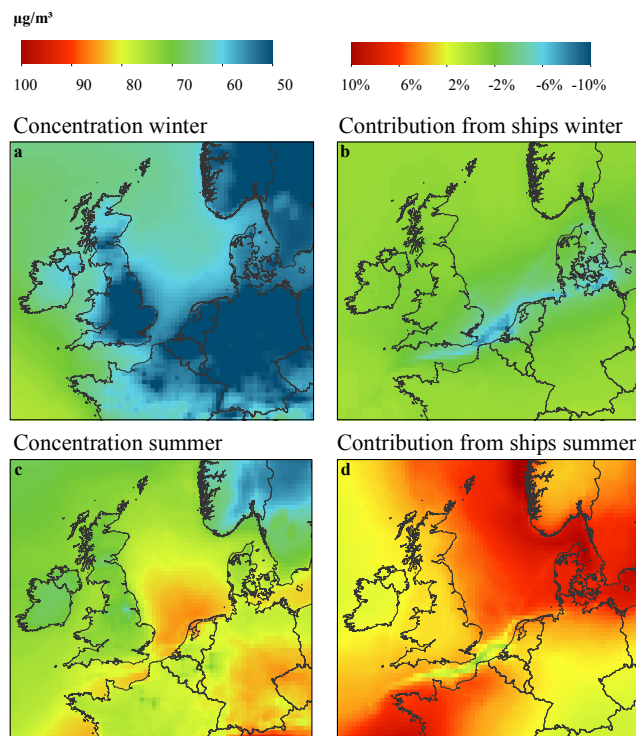 µg/m³
100 90 80 70 60 50
10% 6% 2% -2% -6% -10%
Concentration winter
Contribution from ships winter
a
b
Concentration summer
Contribution from ships summer
c
d